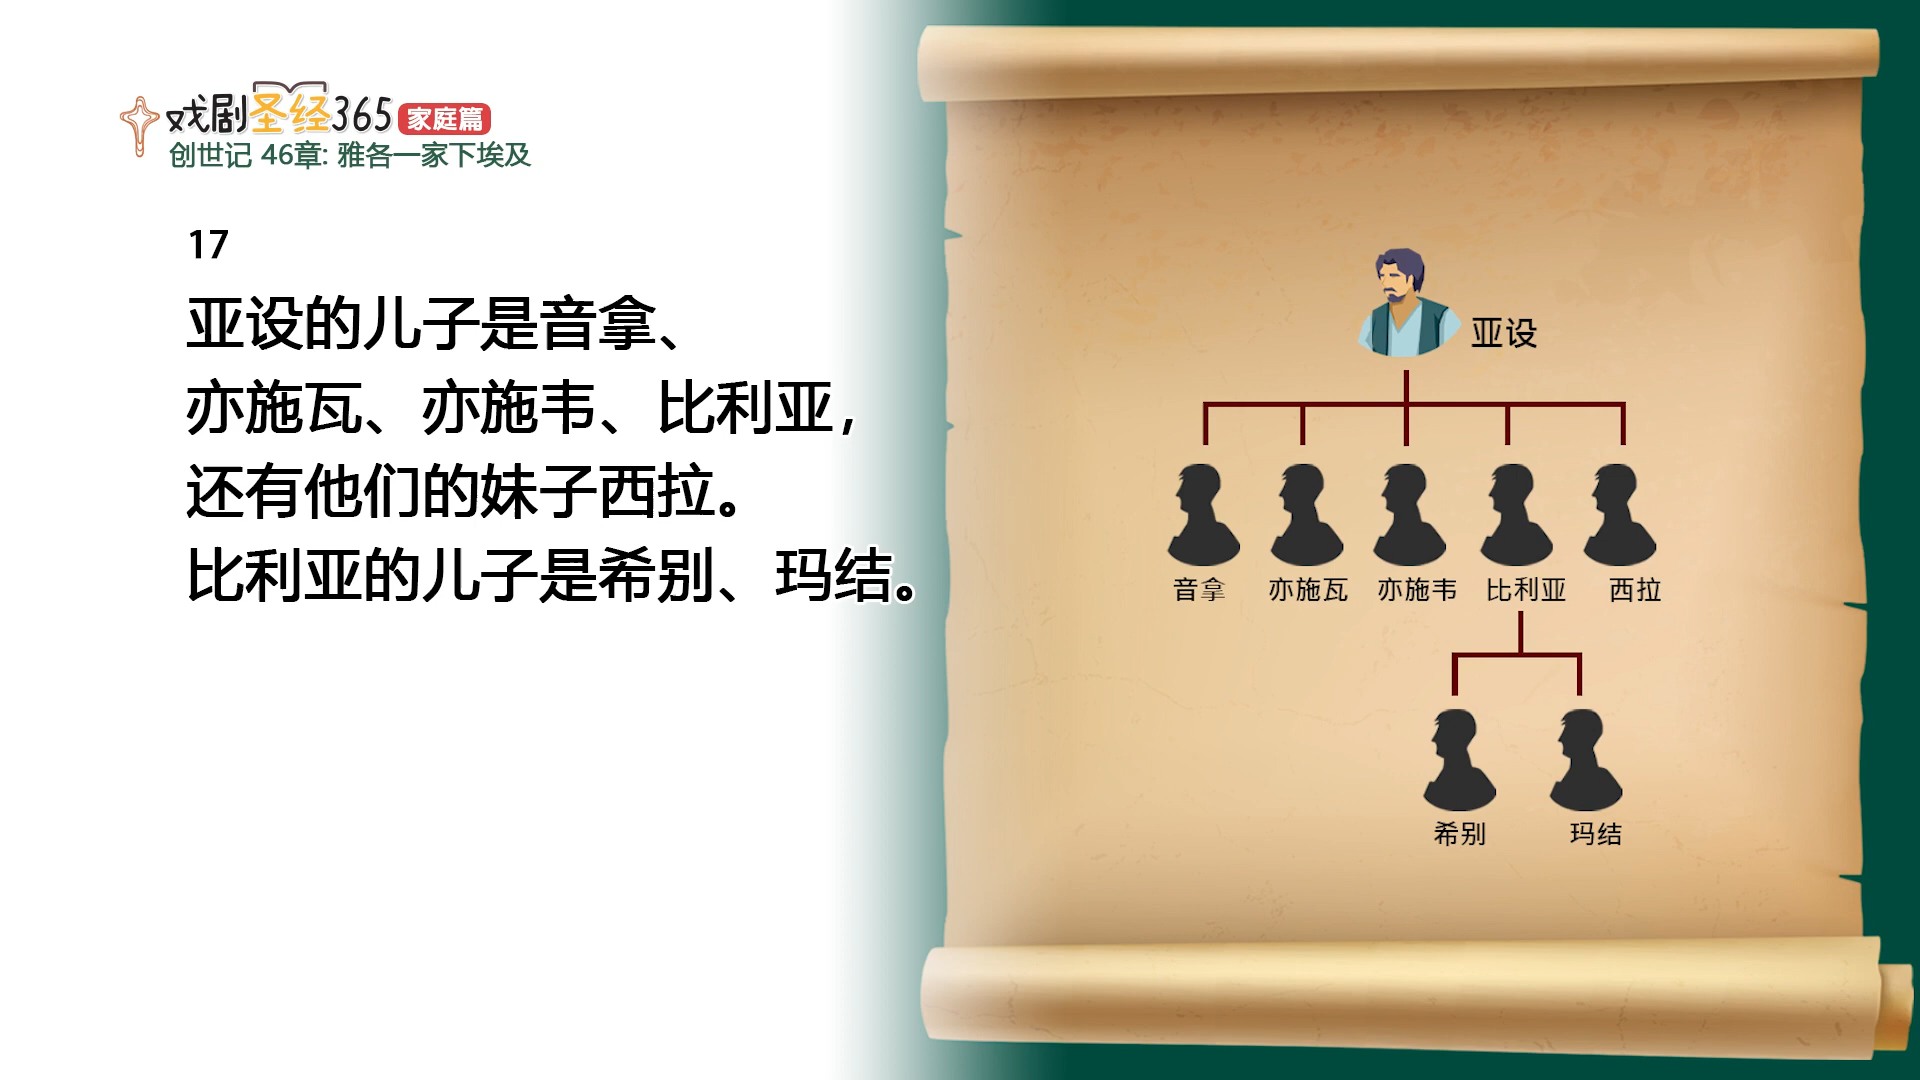 戏剧圣经365 家庭篇
创世记 46章: 雅各一家下埃及
17
亚设的儿子是音拿、
亦施瓦、亦施韦、比利亚，
还有他们的妹子西拉。
比利亚的儿子是希别、玛结。
亚设
音拿 亦施瓦 亦施韦 比利亚 西拉
希别 玛结